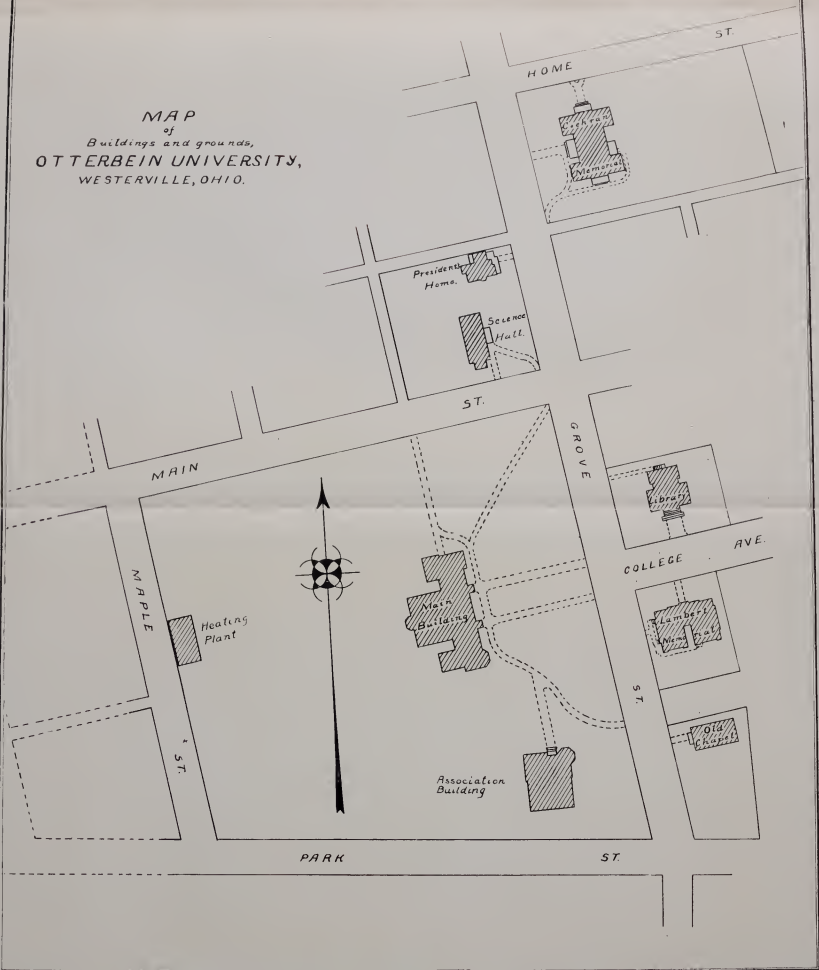 MAP
of
Buildings and grounds,
OTTERBEIN UNIVERSITY,
WESTERVILLE, OHIO.
HOME ST.
Cochran
Memorial
Presidents
Home.
Science
Hall.
MAIN ST.
GROVE ST.
Library
COLLEGE AVE.
MAPLE ST.
Heating
Plant
Main
Building
Lambert
Memorial
Old
Chapel
Association
Building
PARK ST.